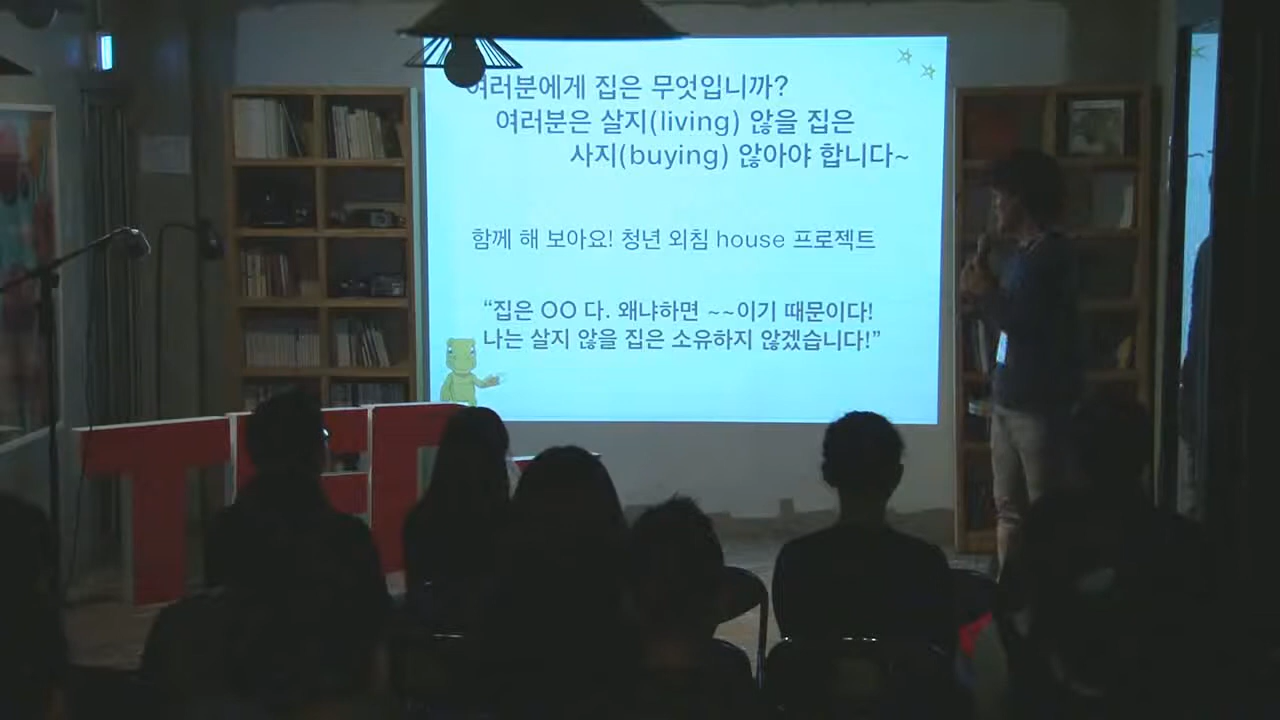 여러분에게 집은 무엇입니까?
여러분은 살지(living) 않을 집은
사지(buying) 않아야 합니다~
함께 해 보아요! 청년 외침 house 프로젝트
“집은 OO 다. 왜냐하면 ~~이기 때문이다!
나는 살지 않을 집은 소유하지 않겠습니다!”
TED